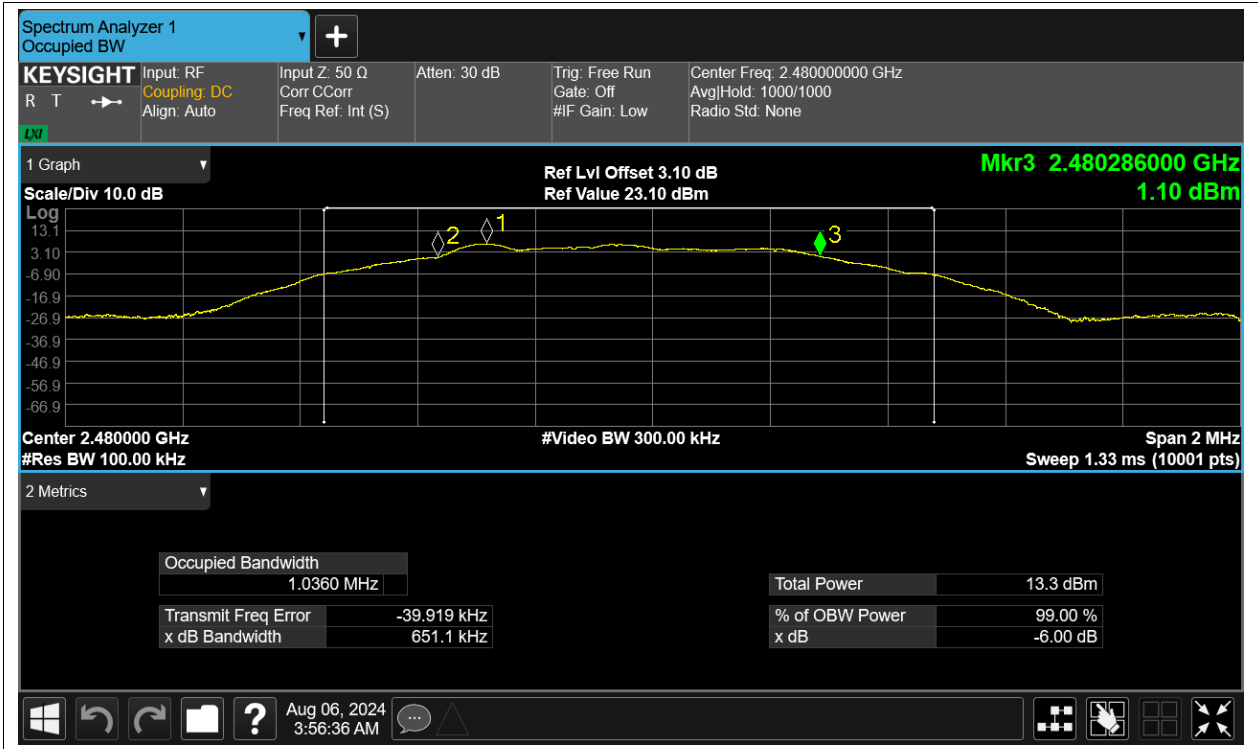 Spectrum Analyzer 1
Occupied BW
KEYSIGHT
R T
LXI
Input: RF
Coupling: DC
Align: Auto
Input Z: 50 Ω
Corr CCorr
Freq Ref: Int (S)
Atten: 30 dB
Trig: Free Run
Gate: Off
#IF Gain: Low
Center Freq: 2.480000000 GHz
Avg|Hold: 1000/1000
Radio Std: None
1 Graph
Scale/Div 10.0 dB
Ref Lvl Offset 3.10 dB
Ref Value 23.10 dBm
Mkr3 2.480286000 GHz
1.10 dBm
Log
13.1
3.10
-6.90
-16.9
-26.9
-36.9
-46.9
-56.9
-66.9
2
1
3
Center 2.480000 GHz
#Res BW 100.00 kHz
#Video BW 300.00 kHz
Span 2 MHz
Sweep 1.33 ms (10001 pts)
2 Metrics
Occupied Bandwidth
1.0360 MHz
Transmit Freq Error -39.919 kHz
x dB Bandwidth 651.1 kHz
Total Power 13.3 dBm
% of OBW Power 99.00 %
x dB -6.00 dB
?
Aug 06, 2024
3:56:36 AM